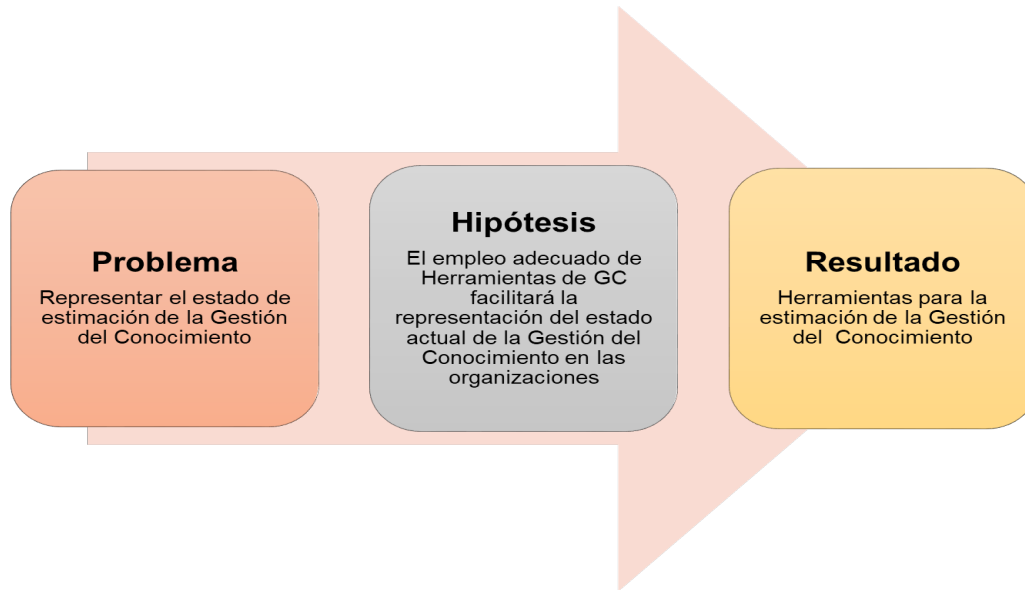 Problema
Representar el estado de
estimación de la Gestión
del Conocimiento
Hipótesis
El empleo adecuado de
Herramientas de GC
facilitará la
representación del estado
actual de la Gestión del
Conocimiento en las
organizaciones
Resultado
Herramientas para la
estimación de la Gestión
del Conocimiento